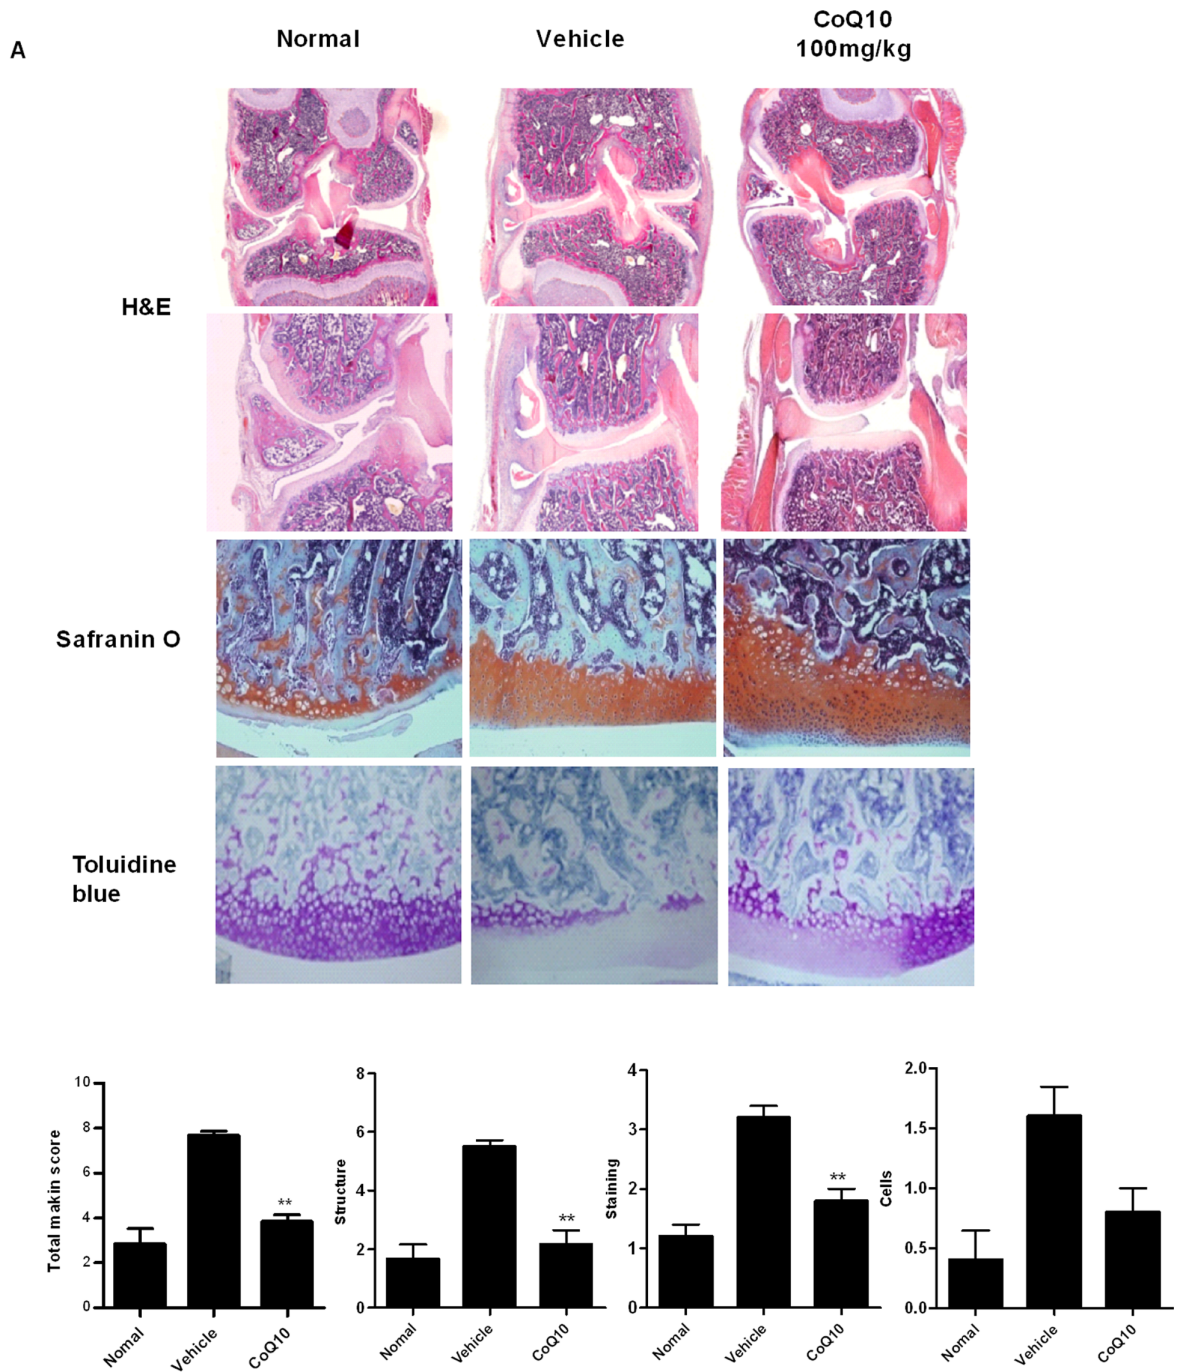 A
Normal
Vehicle
CoQ10
100mg/kg
H&E
Safranin O
Toluidine
blue
Total makin score
10
8
6
4
2
0
**
Nomal
Vehicle
CoQ10
Structure
8
6
4
2
0
**
Nomal
Vehicle
CoQ10
Staining
4
3
2
1
0
**
Nomal
Vehicle
CoQ10
Cells
2.0
1.5
1.0
0.5
0.0
Nomal
Vehicle
CoQ10